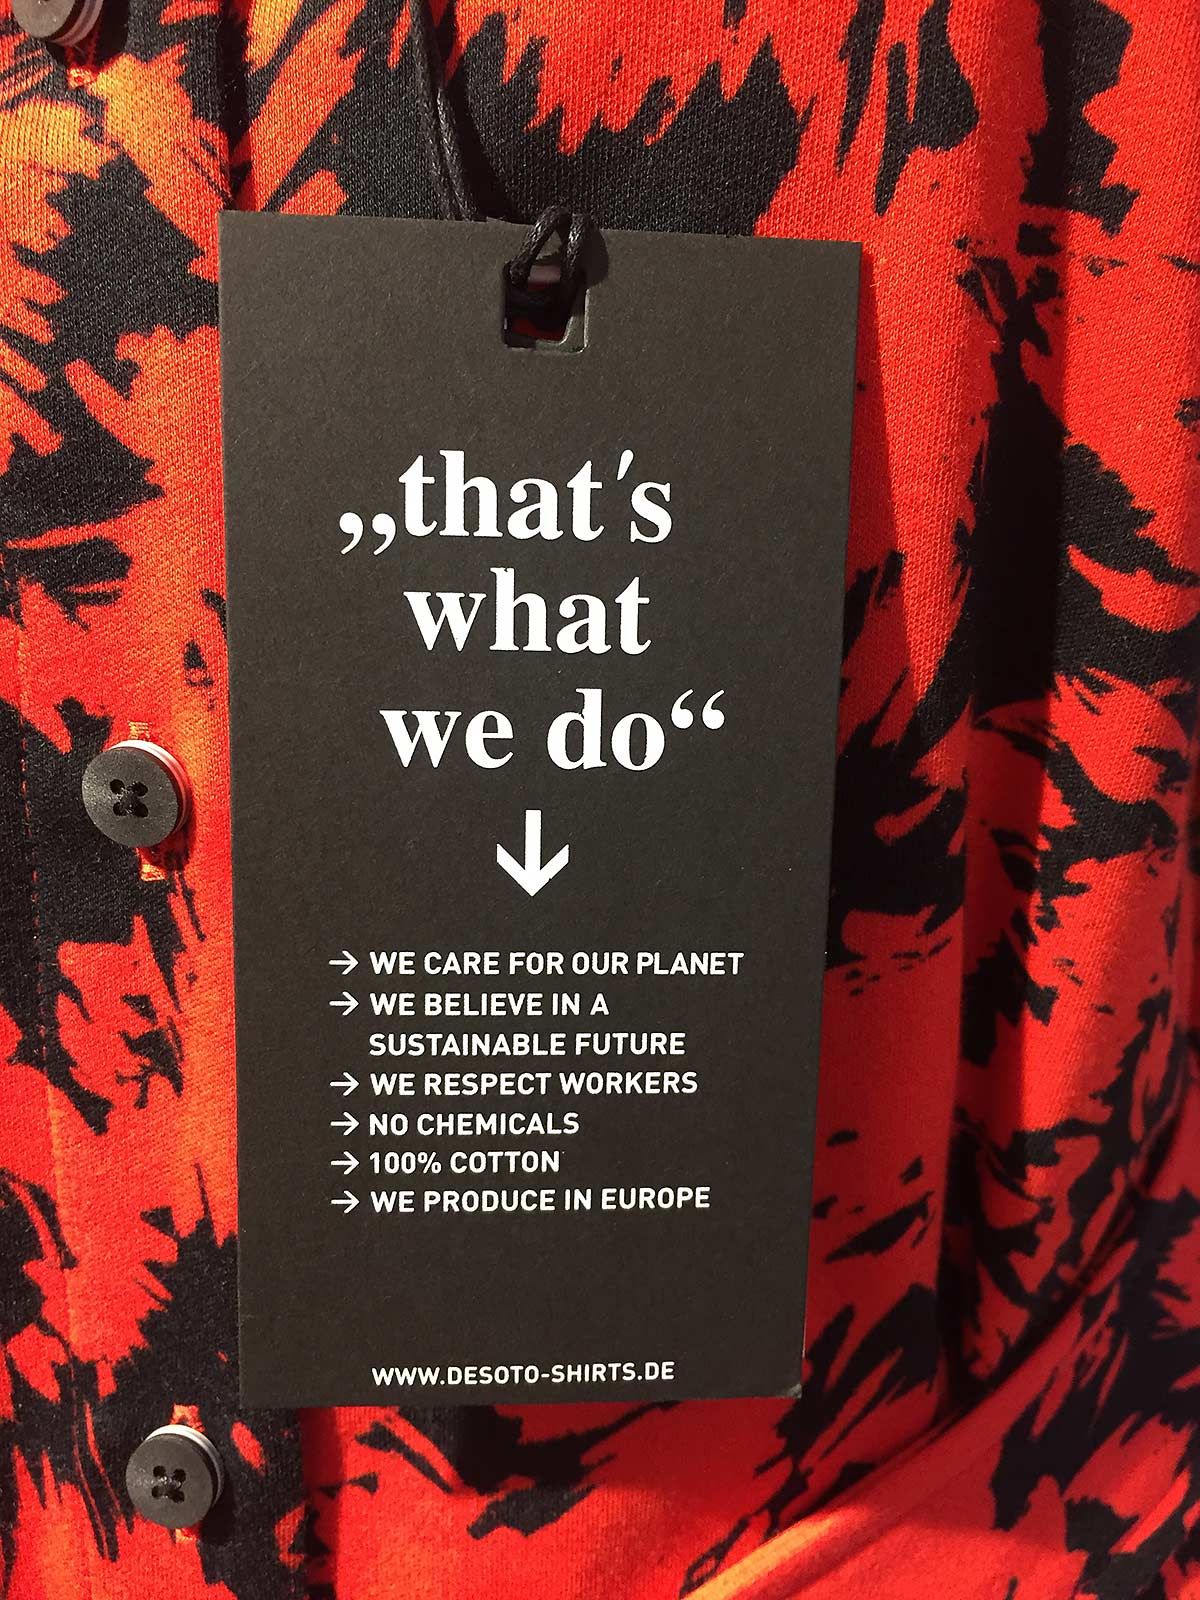 „that's
what
we do“
↓
→ WE CARE FOR OUR PLANET
→ WE BELIEVE IN A
SUSTAINABLE FUTURE
→ WE RESPECT WORKERS
→ NO CHEMICALS
→ 100% COTTON
→ WE PRODUCE IN EUROPE
WWW.DESOTO-SHIRTS.DE